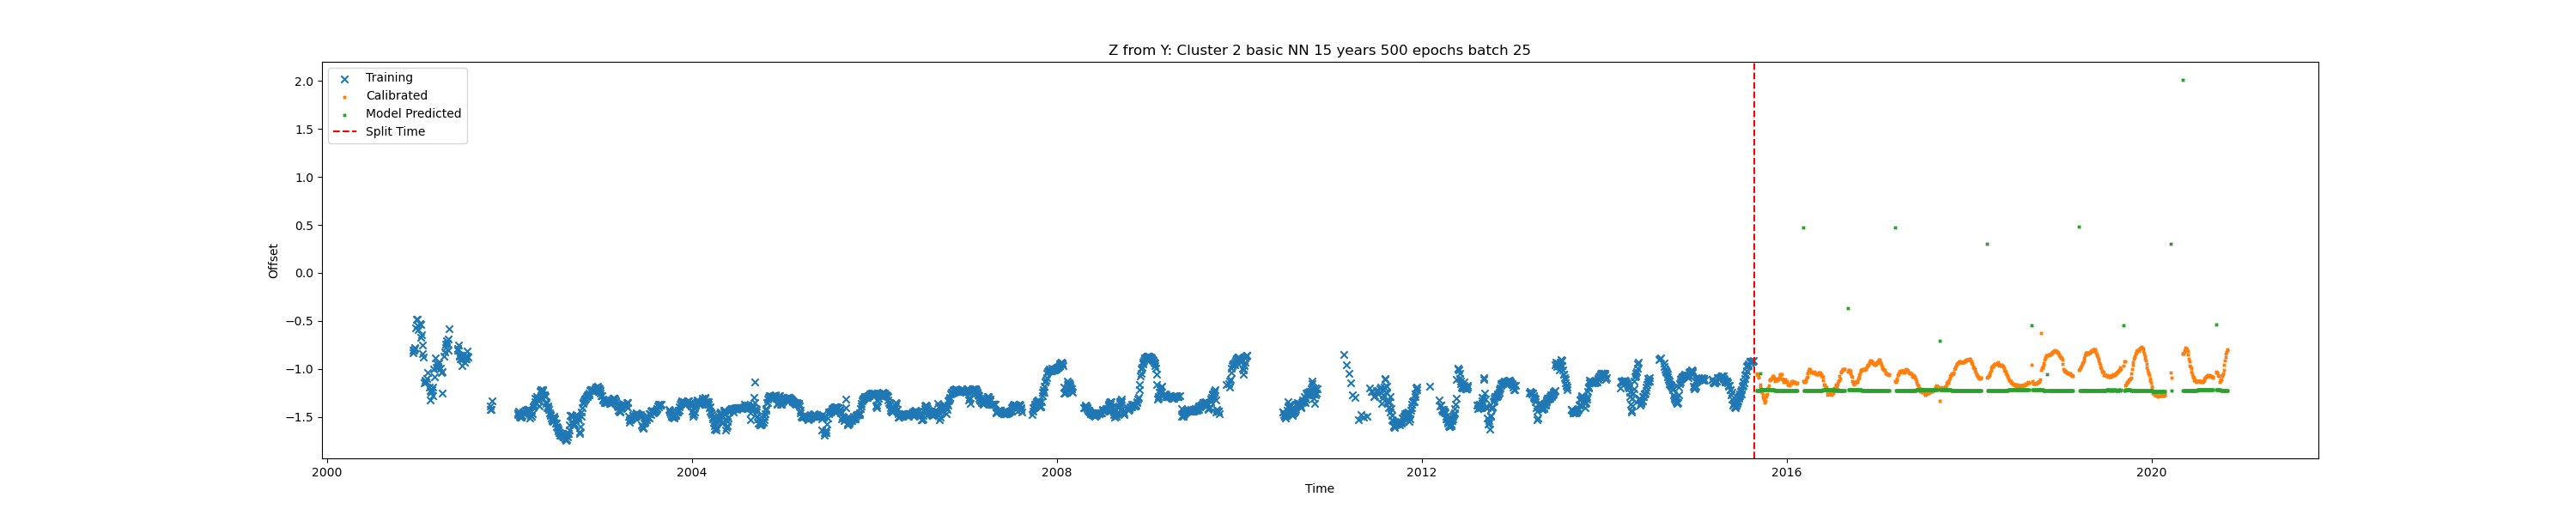 Z from Y: Cluster 2 basic NN 15 years 500 epochs batch 25
Training
Calibrated
Model Predicted
Split Time
2.0
1.5
1.0
0.5
0.0
−0.5
−1.0
−1.5
Offset
2000 2004 2008 2012 2016 2020
Time